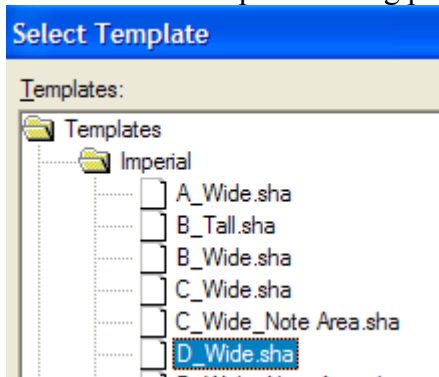 Select Template
Templates:
Templates
Imperial
A_Wide.sha
B_Tall.sha
B_Wide.sha
C_Wide.sha
C_Wide_Note Area.sha
D_Wide.sha